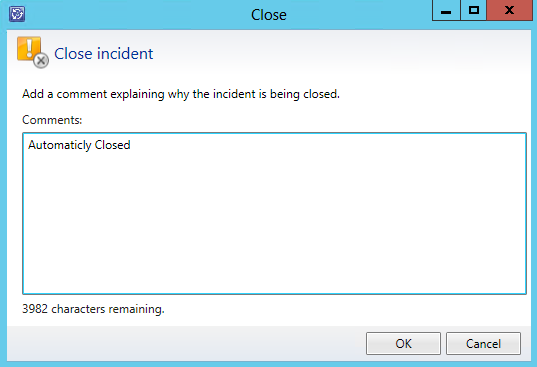 Close
Close incident
Add a comment explaining why the incident is being closed.
Comments:
Automaticly Closed
3982 characters remaining.
OK
Cancel